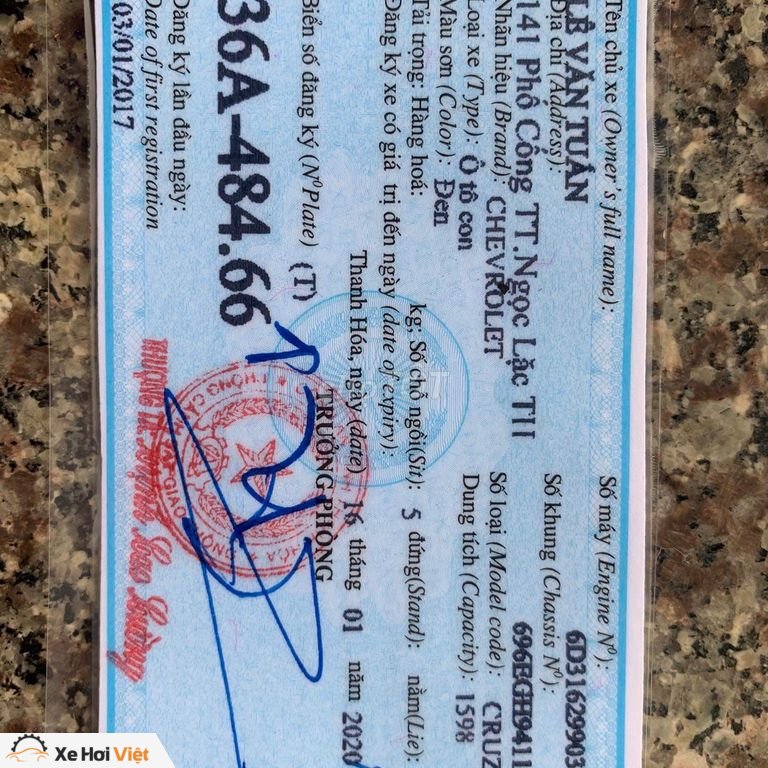 Tên chủ xe (Owner's full name):
LÊ VĂN TUẤN
Địa chỉ (Address):
141 Phố Cống TT.Ngọc Lặc TH
Nhãn hiệu (Brand): CHEVROLET
Loại xe (Type): Ô tô con
Màu sơn (Color): Đen
Tải trọng: Hàng hoá: kg: Số chỗ ngồi(Sit): 5 đứng(Stand): nằm(Lie):
Đăng ký xe có giá trị đến ngày (date of expiry):
Số máy (Engine Nº):
6D31629903
Số khung (Chassis Nº):
Số loại (Model code): CRUZ
Dung tích (Capacity): 1598
Thanh Hóa, ngày (date) 16 tháng 01 năm 2020
TRƯỞNG PHÒNG
Biển số đăng ký (NºPlate) (T)
36A-484.66
Đăng ký lần đầu ngày:
Date of first registration
03/01/2017
Xe Hơi Việt